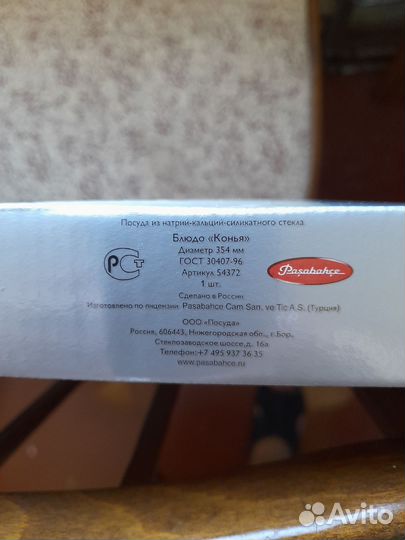 Посуда из натрий-кальций-силикатного стекла
Блюдо «Конья»
Диаметр 354 мм
ГОСТ 30407-96
Артикул 54372
1 шт.
РСТ
Paşabahçe
Сделано в России
Изготовлено по лицензии Pasabahce Cam San. ve Tic A.S. (Турция)
ООО «Посуда»
Россия, 606443, Нижегородская обл., г.Бор,
Стеклозаводское шоссе,д. 16а
Телефон:+7 495 937 36 35
www.pasabahce.ru
Avito